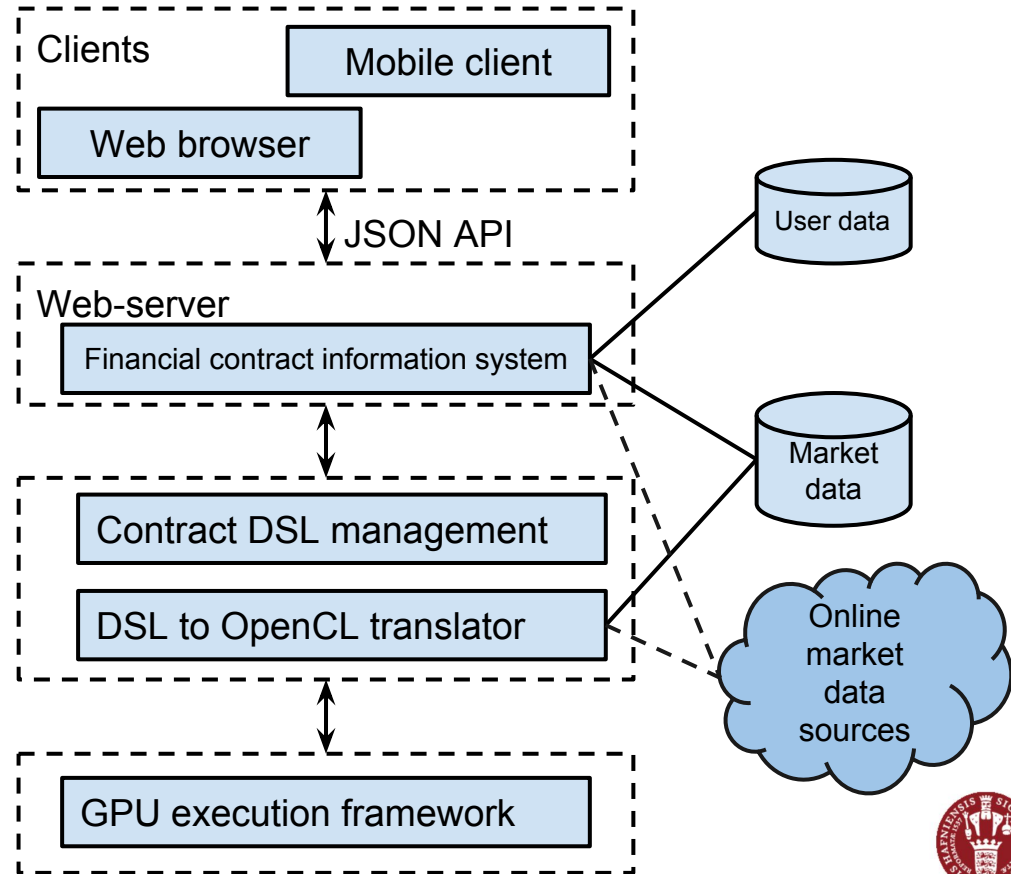 Clients
Mobile client
Web browser
JSON API
User data
Web-server
Financial contract information system
Market
data
Contract DSL management
DSL to OpenCL translator
Online
market
data
sources
GPU execution framework